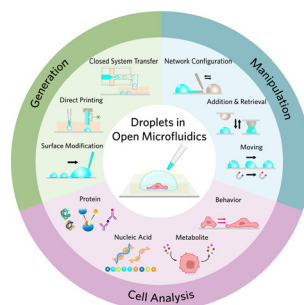 Generation
Manipulation
Cell Analysis
Closed System Transfer
Network Configuration
Direct Printing
Addition & Retrieval
Surface Modification
Moving
Droplets in
Open Microfluidics
Protein
Behavior
Nucleic Acid
Metabolite